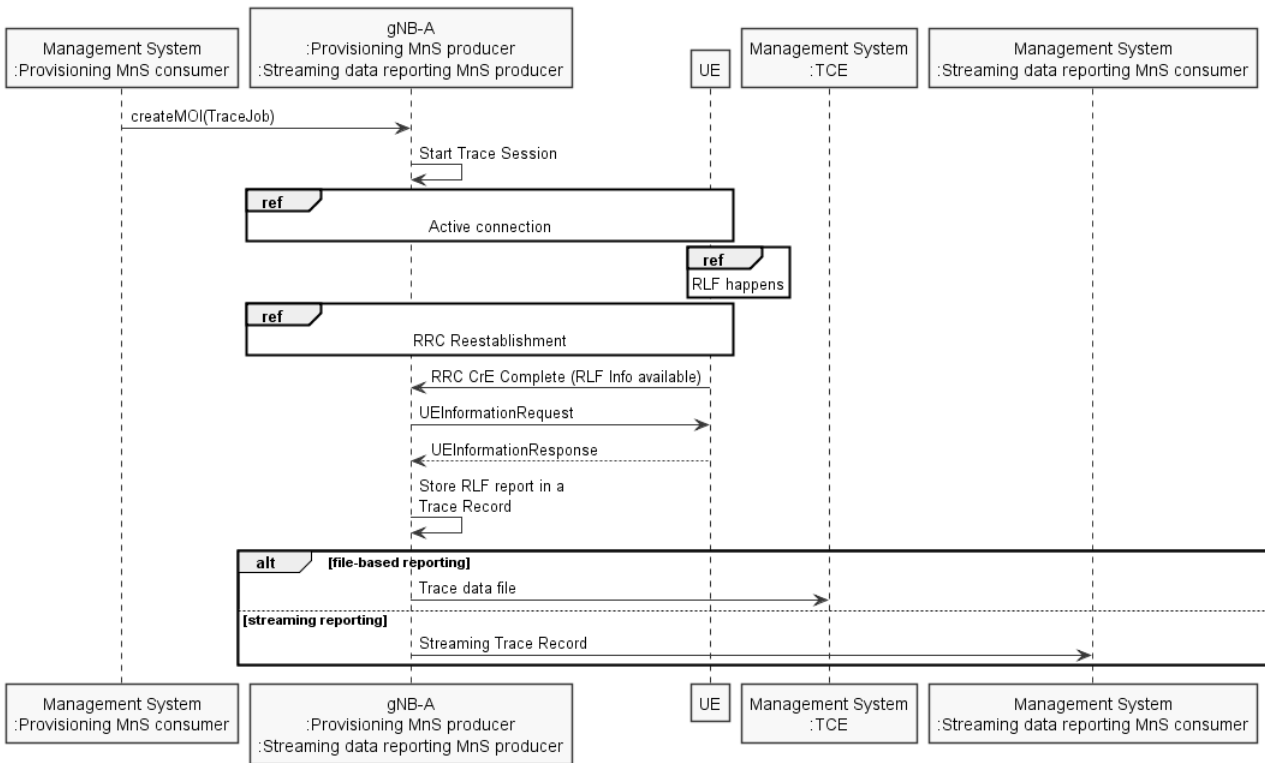 Management System
:Provisioning MnS consumer
gNB-A
:Provisioning MnS producer
:Streaming data reporting MnS producer
UE
Management System
:TCE
Management System
:Streaming data reporting MnS consumer
createMOI(TraceJob)
Start Trace Session
ref
Active connection
ref
RLF happens
ref
RRC Reestablishment
RRC CrE Complete (RLF Info available)
UEInformationRequest
UEInformationResponse
Store RLF report in a
Trace Record
alt
[file-based reporting]
Trace data file
[streaming reporting]
Streaming Trace Record
Management System
:Provisioning MnS consumer
gNB-A
:Provisioning MnS producer
:Streaming data reporting MnS producer
UE
Management System
:TCE
Management System
:Streaming data reporting MnS consumer